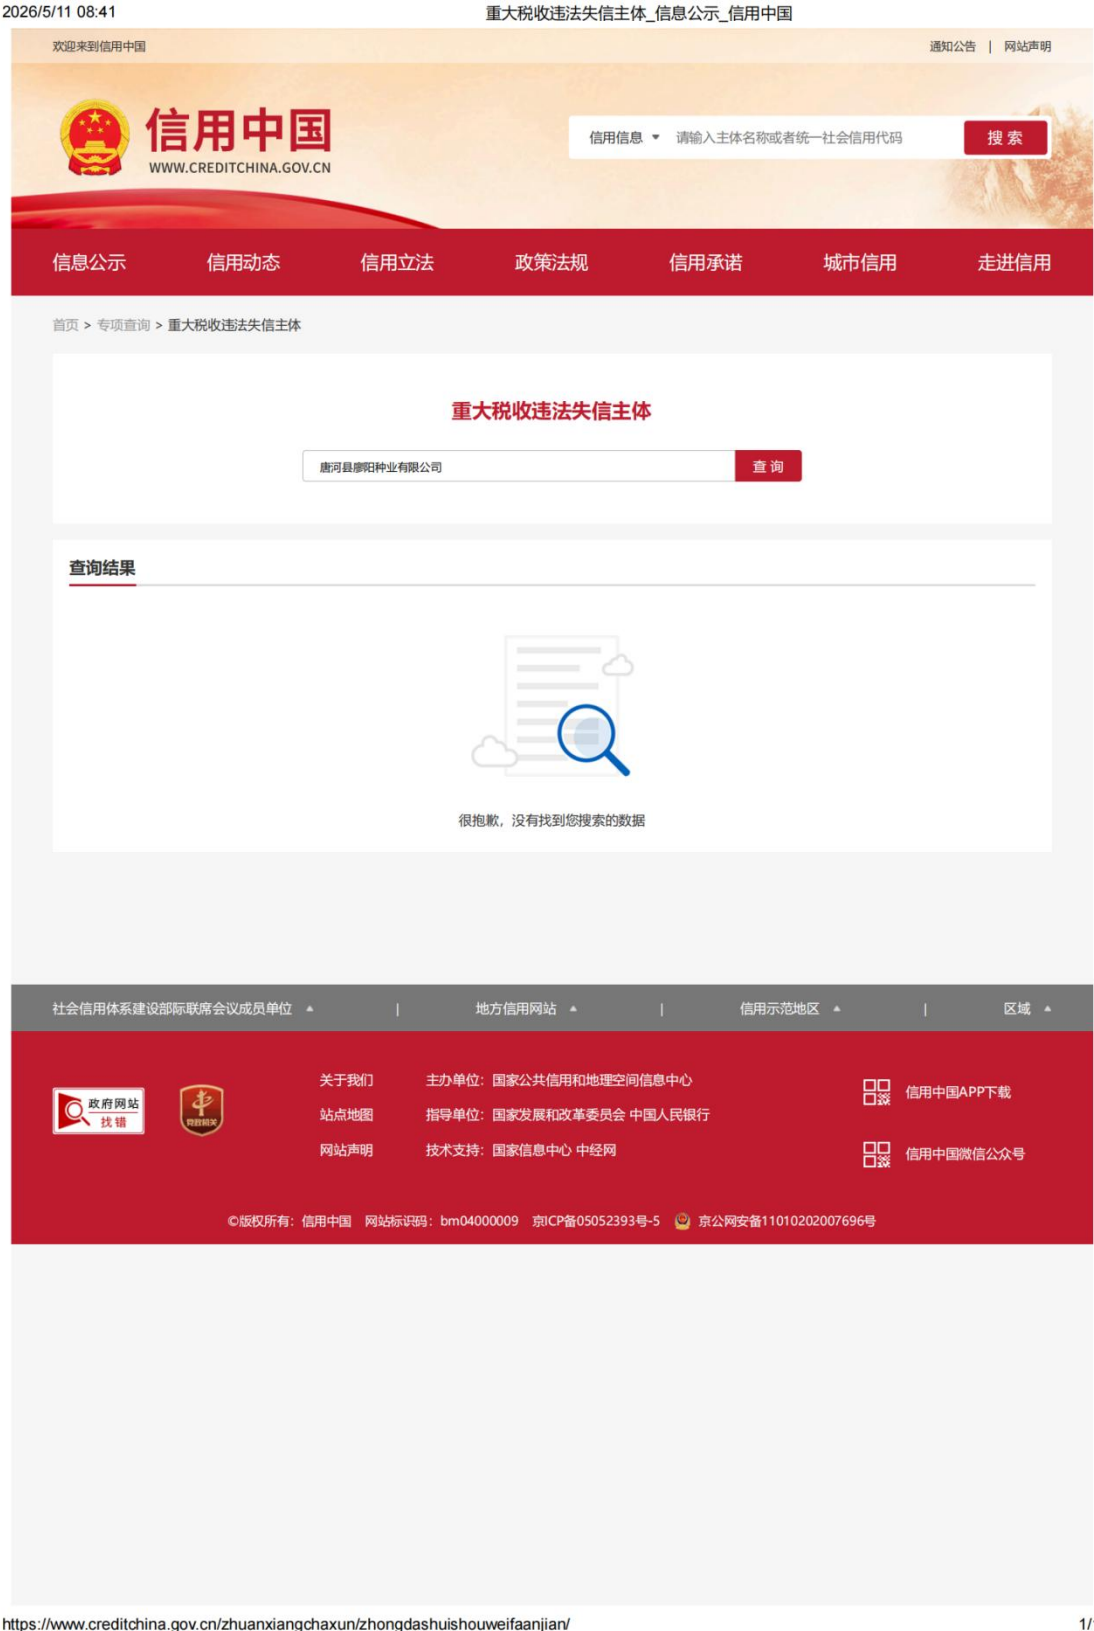 2026/5/11 08:41 重大税收违法失信主体_信息公示_信用中国
欢迎来到信用中国 通知公告 | 网站声明
信用中国
WWW.CREDITCHINA.GOV.CN
信用信息 请输入主体名称或者统一社会信用代码 搜索
信息公示 信用动态 信用立法 政策法规 信用承诺 城市信用 走进信用
首页 > 专项查询 > 重大税收违法失信主体
重大税收违法失信主体
唐河县廖阳种业有限公司 查询
查询结果
很抱歉，没有找到您搜索的数据
社会信用体系建设部际联席会议成员单位 | 地方信用网站 | 信用示范地区 | 区域
政府网站
找错
党政机关
关于我们 主办单位：国家公共信用和地理空间信息中心
站点地图 指导单位：国家发展和改革委员会 中国人民银行
网站声明 技术支持：国家信息中心 中经网
信用中国APP下载
信用中国微信公众号
©版权所有：信用中国 网站标识码：bm04000009 京ICP备05052393号-5 京公网安备11010202007696号
https://www.creditchina.gov.cn/zhuanxiangchaxun/zhongdashuishouweifaanjian/ 1/